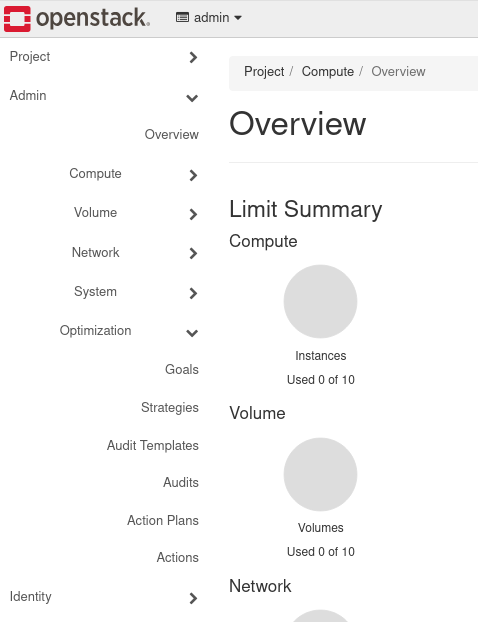 openstack.
admin
Project
Admin
Overview
Compute
Volume
Network
System
Optimization
Goals
Strategies
Audit Templates
Audits
Action Plans
Actions
Identity
Project / Compute / Overview
Overview
Limit Summary
Compute
Instances
Used 0 of 10
Volume
Volumes
Used 0 of 10
Network